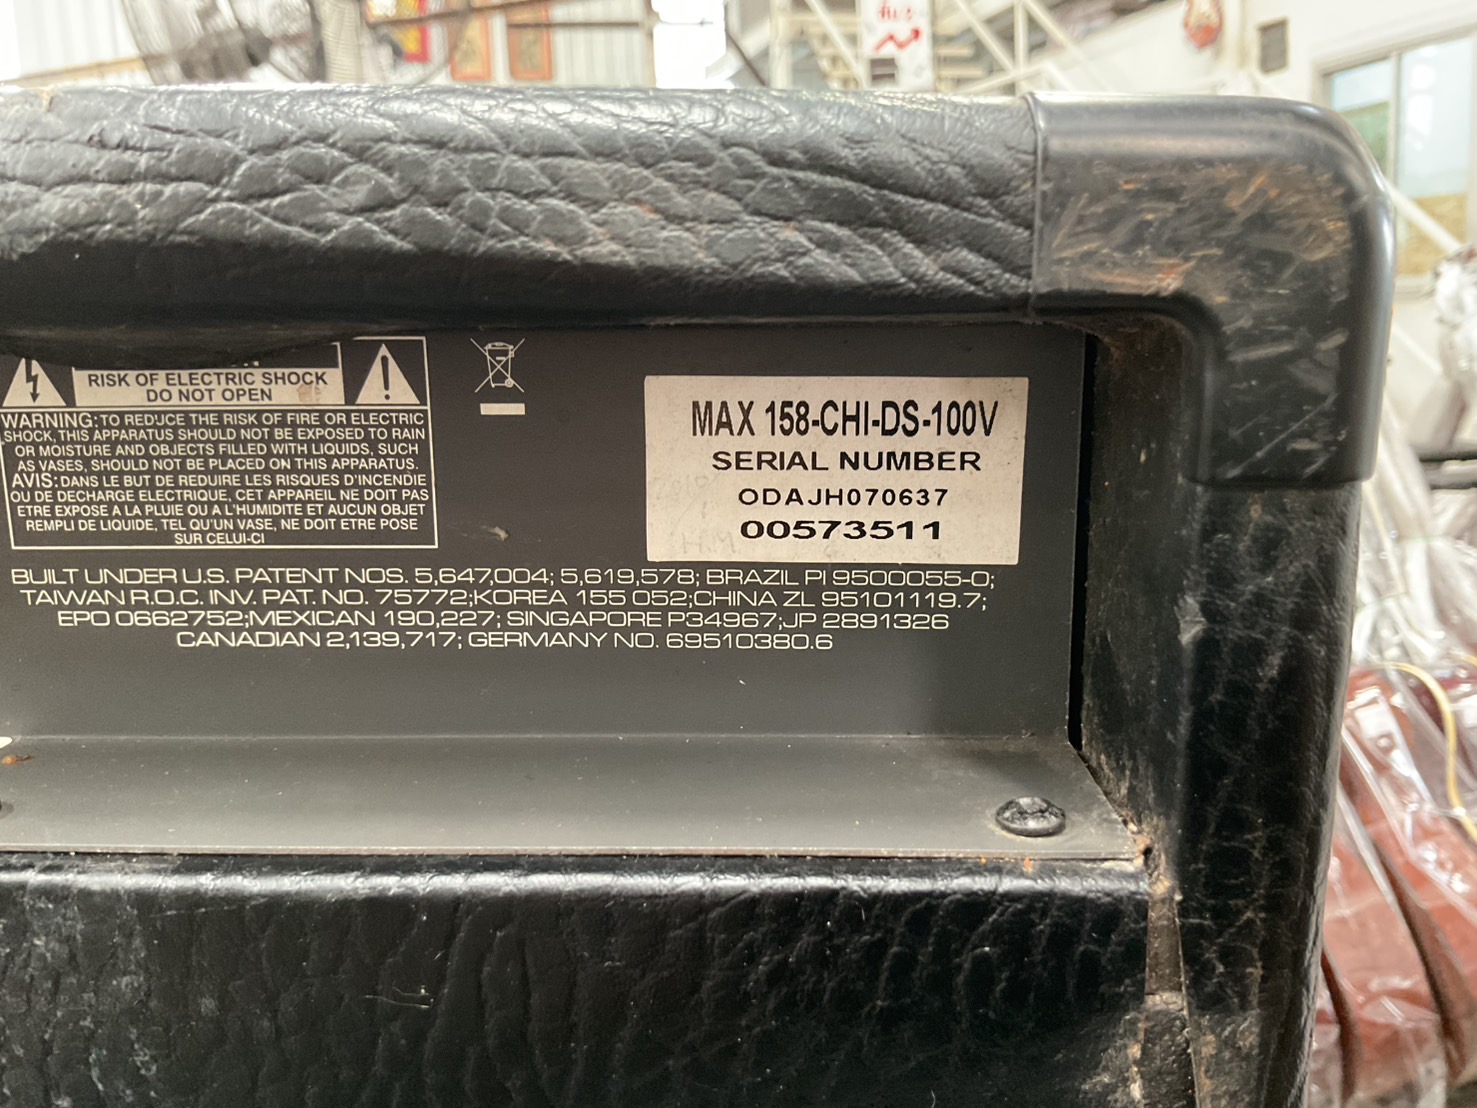 RISK OF ELECTRIC SHOCK
DO NOT OPEN
WARNING: TO REDUCE THE RISK OF FIRE OR ELECTRIC
SHOCK, THIS APPARATUS SHOULD NOT BE EXPOSED TO RAIN
OR MOISTURE AND OBJECTS FILLED WITH LIQUIDS, SUCH
AS VASES, SHOULD NOT BE PLACED ON THIS APPARATUS.
AVIS: DANS LE BUT DE REDUIRE LES RISQUES D'INCENDIE
OU DE DECHARGE ELECTRIQUE, CET APPAREIL NE DOIT PAS
ETRE EXPOSE A LA PLUIE OU A L'HUMIDITE ET AUCUN OBJET
REMPLI DE LIQUIDE, TEL QU'UN VASE, NE DOIT ETRE POSE
SUR CELUI-CI
MAX 158-CHI-DS-100V
SERIAL NUMBER
ODAJH070637
00573511
BUILT UNDER U.S. PATENT NOS. 5,647,004; 5,619,578; BRAZIL PI 9500055-0;
TAIWAN R.O.C. INV. PAT. NO. 75772;KOREA 155 052;CHINA ZL 95101119.7;
EPO 0662752;MEXICAN 190,227; SINGAPORE P34967;JP 2891326
CANADIAN 2,139,717; GERMANY NO. 69510380.6